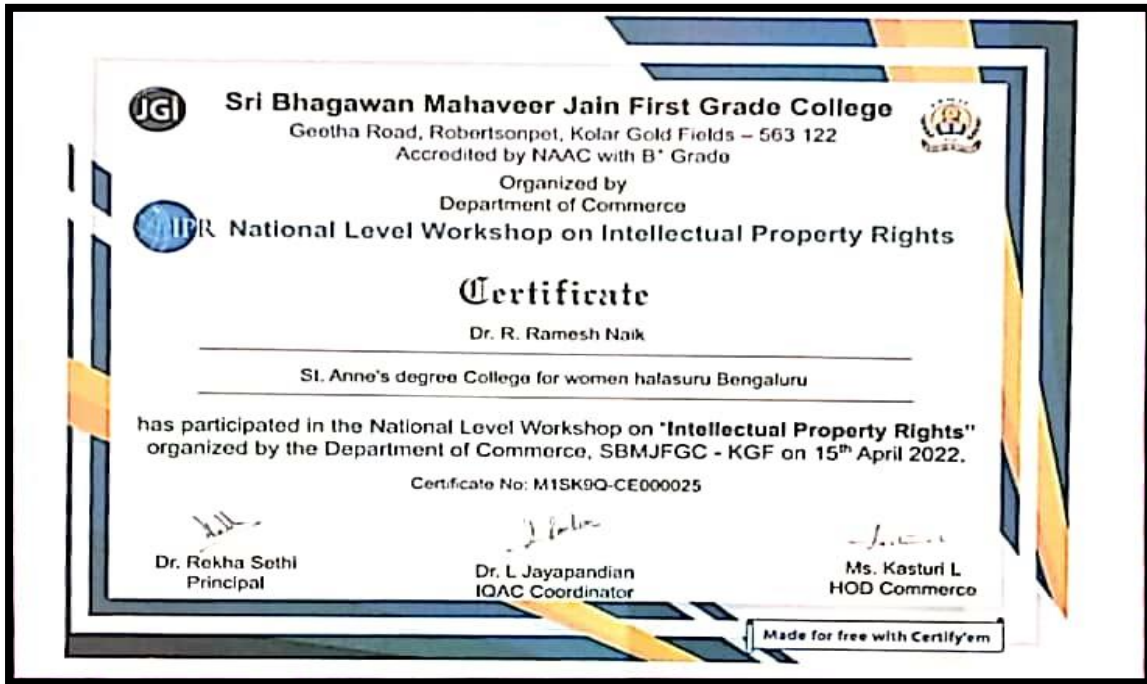 JGI
Sri Bhagawan Mahaveer Jain First Grade College
Geetha Road, Robertsonpet, Kolar Gold Fields – 563 122
Accredited by NAAC with B+ Grade
Organized by
Department of Commerce
IPR National Level Workshop on Intellectual Property Rights
Certificate
Dr. R. Ramesh Naik
St. Anne's degree College for women halasuru Bengaluru
has participated in the National Level Workshop on "Intellectual Property Rights"
organized by the Department of Commerce, SBMJFGC - KGF on 15th April 2022.
Certificate No: M1SK9Q-CE000025
Dr. Rekha Sethi
Principal
Dr. L Jayapandian
IQAC Coordinator
Ms. Kasturi L
HOD Commerce
Made for free with Certify'em